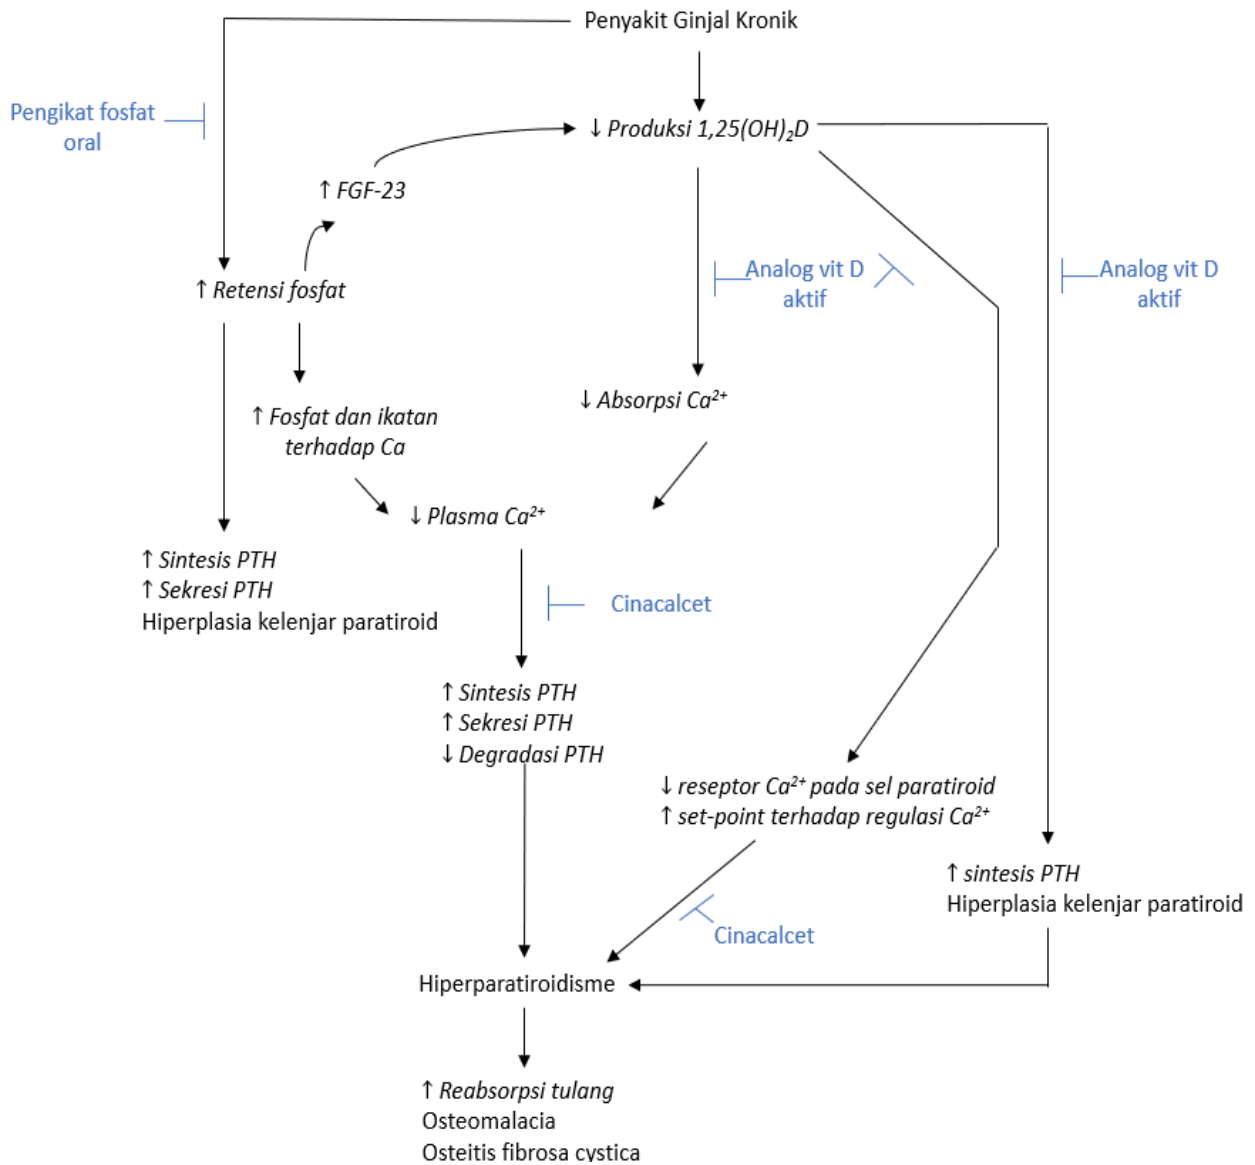 Penyakit Ginjal Kronik
Pengikat fosfat
oral
↓ Produksi 1,25(OH)₂D
↑ FGF-23
Analog vit D
aktif
Analog vit D
aktif
↑ Retensi fosfat
↓ Absorpsi Ca²⁺
↑ Fosfat dan ikatan
terhadap Ca
↓ Plasma Ca²⁺
↑ Sintesis PTH
↑ Sekresi PTH
Hiperplasia kelenjar paratiroid
Cinacalcet
↑ Sintesis PTH
↑ Sekresi PTH
↓ Degradasi PTH
↓ reseptor Ca²⁺ pada sel paratiroid
↑ set-point terhadap regulasi Ca²⁺
↑ sintesis PTH
Hiperplasia kelenjar paratiroid
Cinacalcet
Hiperparatiroidisme
↑ Reabsorpsi tulang
Osteomalacia
Osteitis fibrosa cystica